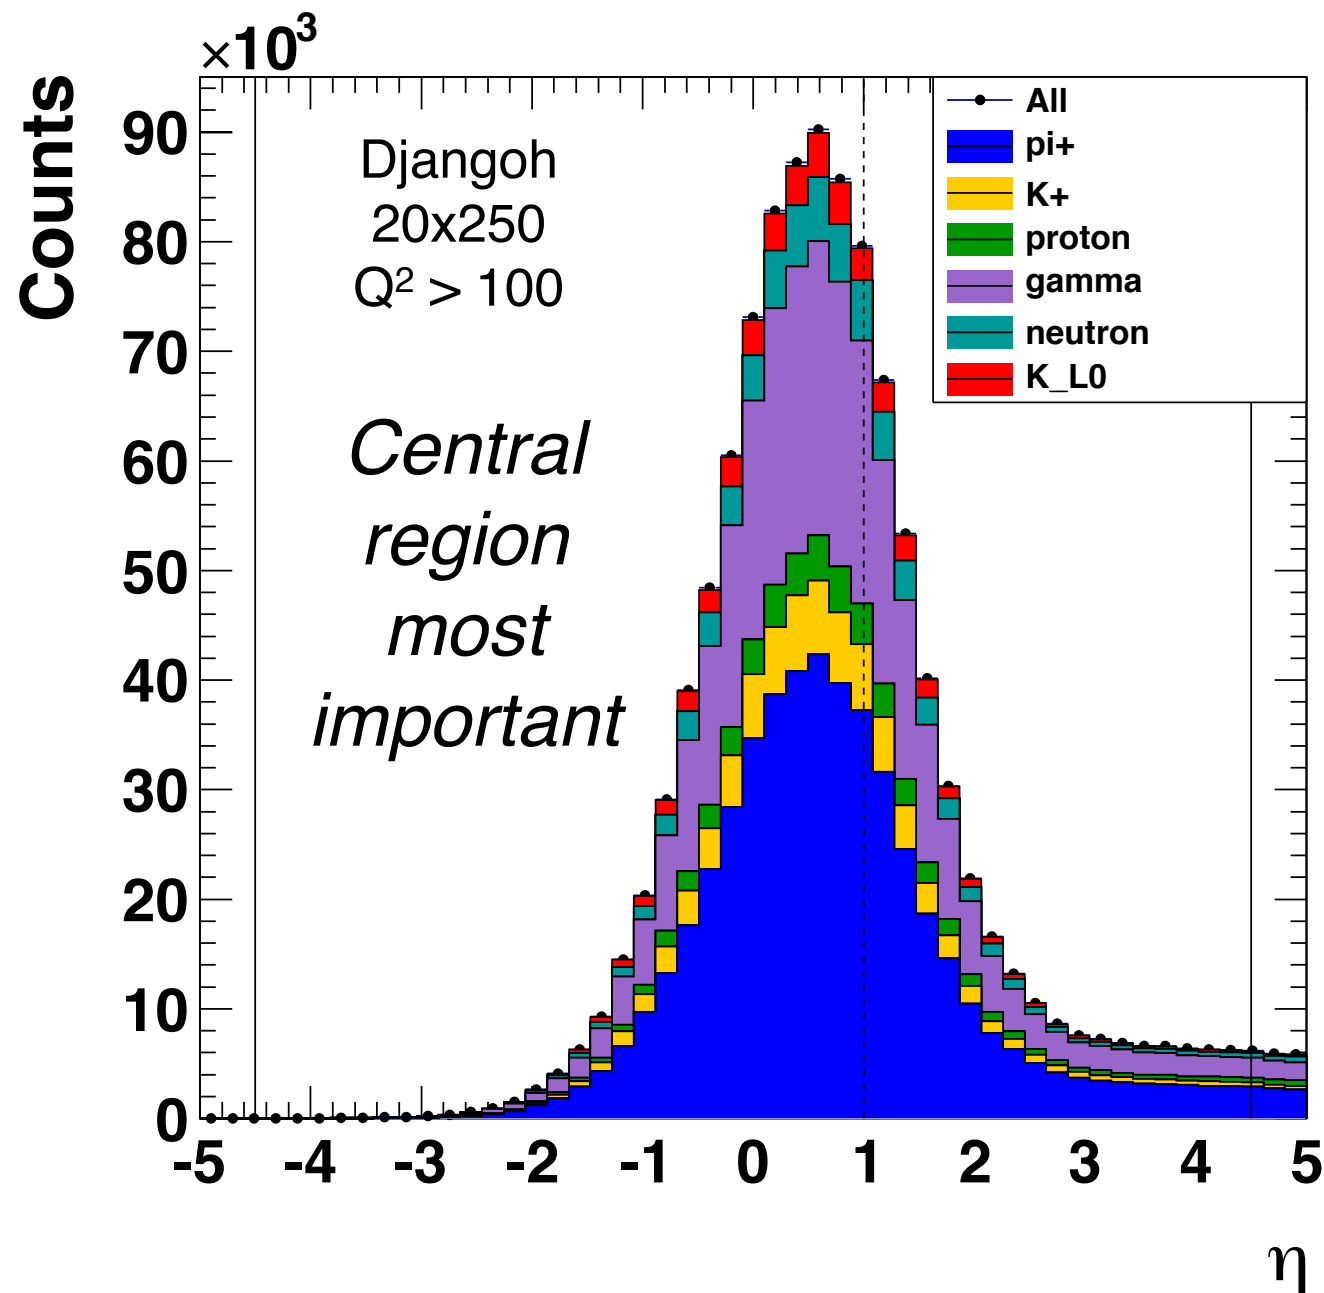 ×10³
Counts
90
80
70
60
50
40
30
20
10
0
Djangoh
20x250
Q² > 100
Central
region
most
important
All
pi+
K+
proton
gamma
neutron
K_L0
-5 -4 -3 -2 -1 0 1 2 3 4 5
η